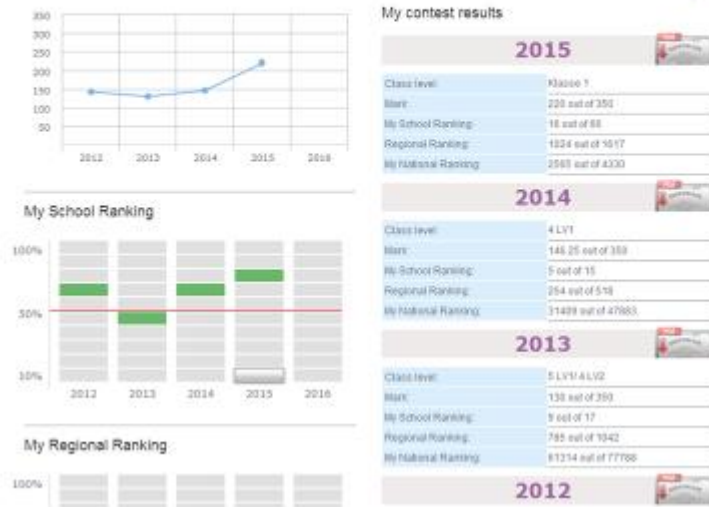 350
300
250
200
150
100
50
2012 2013 2014 2015 2016
My School Ranking
100%
50%
10%
2012 2013 2014 2015 2016
My Regional Ranking
100%
My contest results
2015
Class level: Klasse 1
Mark: 220 out of 350
My School Ranking: out of
Regional Ranking: 1024 out of 1617
My National Ranking: 2565 out of 4330
2014
Class level: 4 LV1
Mark: 146.25 out of 350
My School Ranking: 5 out of 15
Regional Ranking: 254 out of 518
My National Ranking: 31409 out of 47883
2013
Class level: 5 LV1/ 4 LV2
Mark: 130 out of 350
My School Ranking: 9 out of 17
Regional Ranking: 785 out of 1042
My National Ranking: 61314 out of 77788
2012